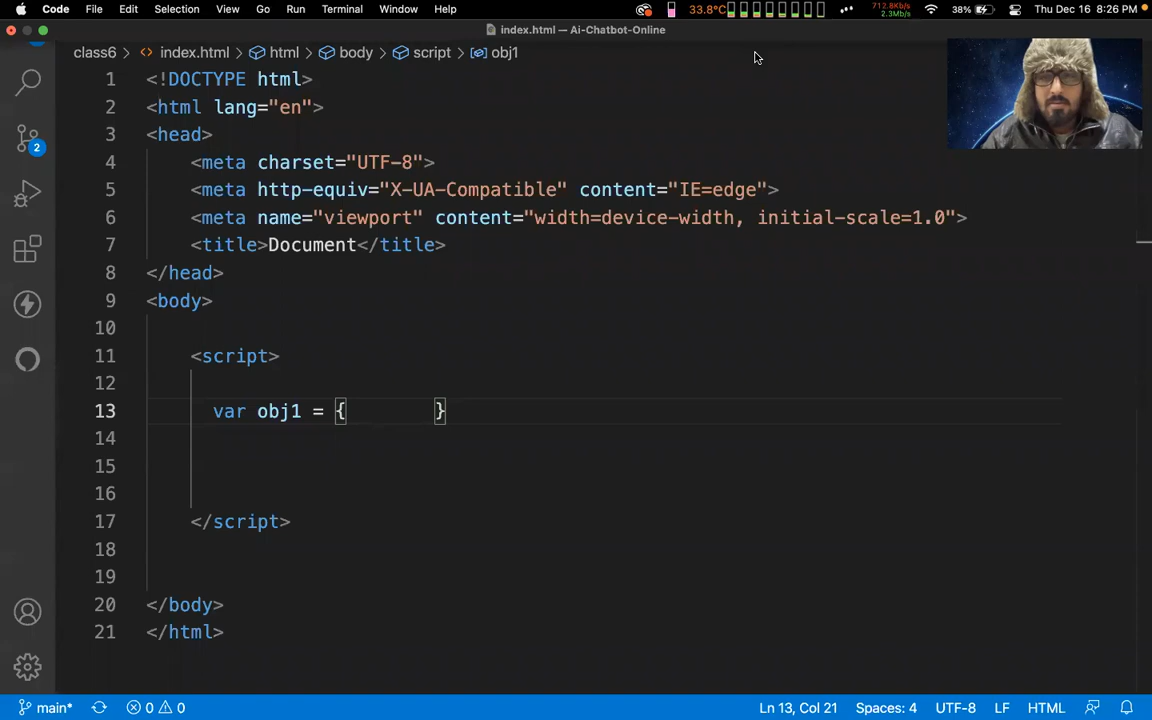 Code File Edit Selection View Go Run Terminal Window Help 33.8°C 712.8Kb/s 2.3Mb/s 38% Thu Dec 16 8:26 PM
index.html — Ai-Chatbot-Online
class6 > <> index.html > html > body > script > obj1
1 <!DOCTYPE html>
2 <html lang="en">
3 <head>
4 <meta charset="UTF-8">
5 <meta http-equiv="X-UA-Compatible" content="IE=edge">
6 <meta name="viewport" content="width=device-width, initial-scale=1.0">
7 <title>Document</title>
8 </head>
9 <body>
10
11 <script>
12
13 var obj1 = { }
14
15
16
17 </script>
18
19
20 </body>
21 </html>
2
main* 0 0 Ln 13, Col 21 Spaces: 4 UTF-8 LF HTML